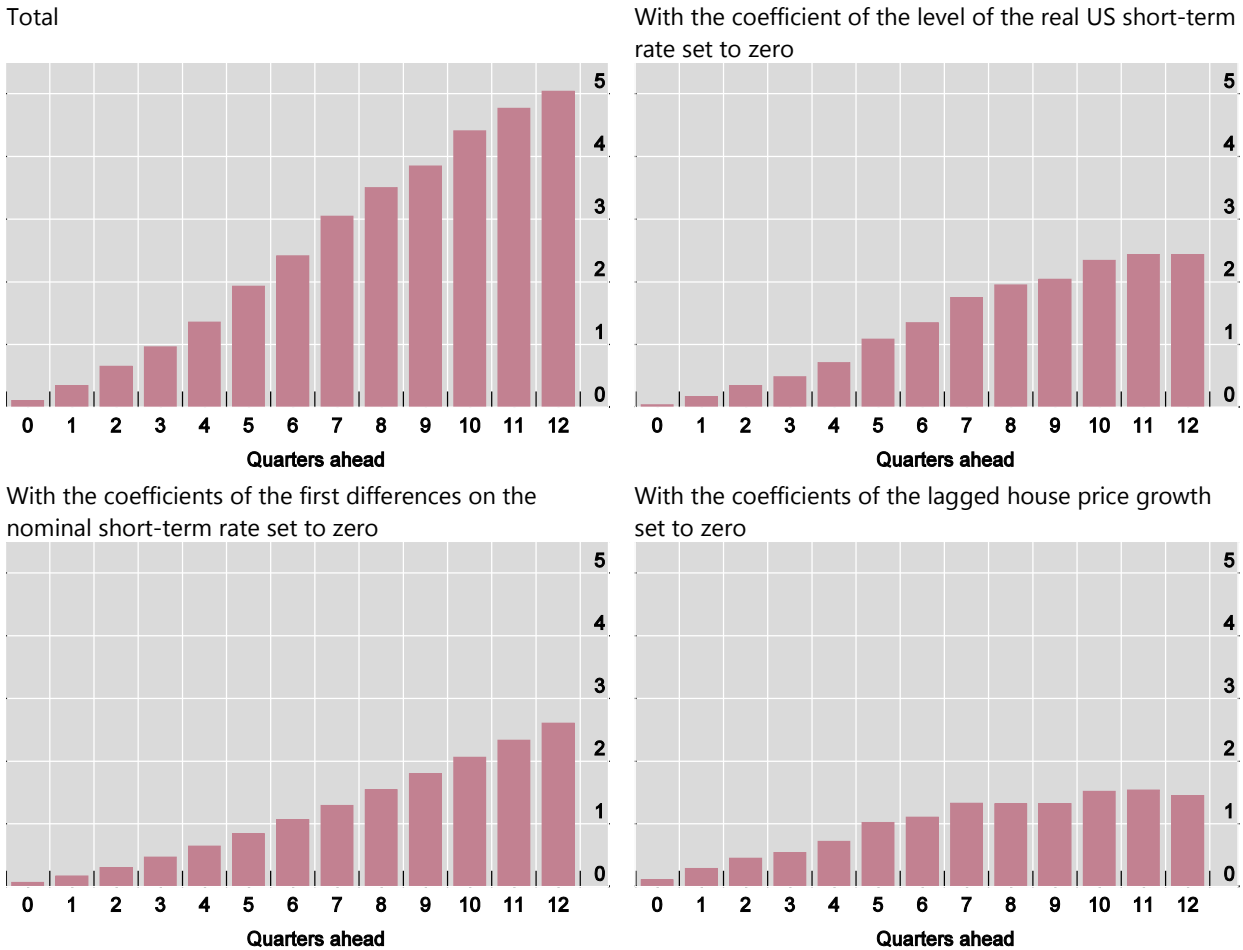 Total
5
4
3
2
1
0
0 1 2 3 4 5 6 7 8 9 10 11 12
Quarters ahead
With the coefficient of the level of the real US short-term
rate set to zero
5
4
3
2
1
0
0 1 2 3 4 5 6 7 8 9 10 11 12
Quarters ahead
With the coefficients of the first differences on the
nominal short-term rate set to zero
5
4
3
2
1
0
0 1 2 3 4 5 6 7 8 9 10 11 12
Quarters ahead
With the coefficients of the lagged house price growth
set to zero
5
4
3
2
1
0
0 1 2 3 4 5 6 7 8 9 10 11 12
Quarters ahead